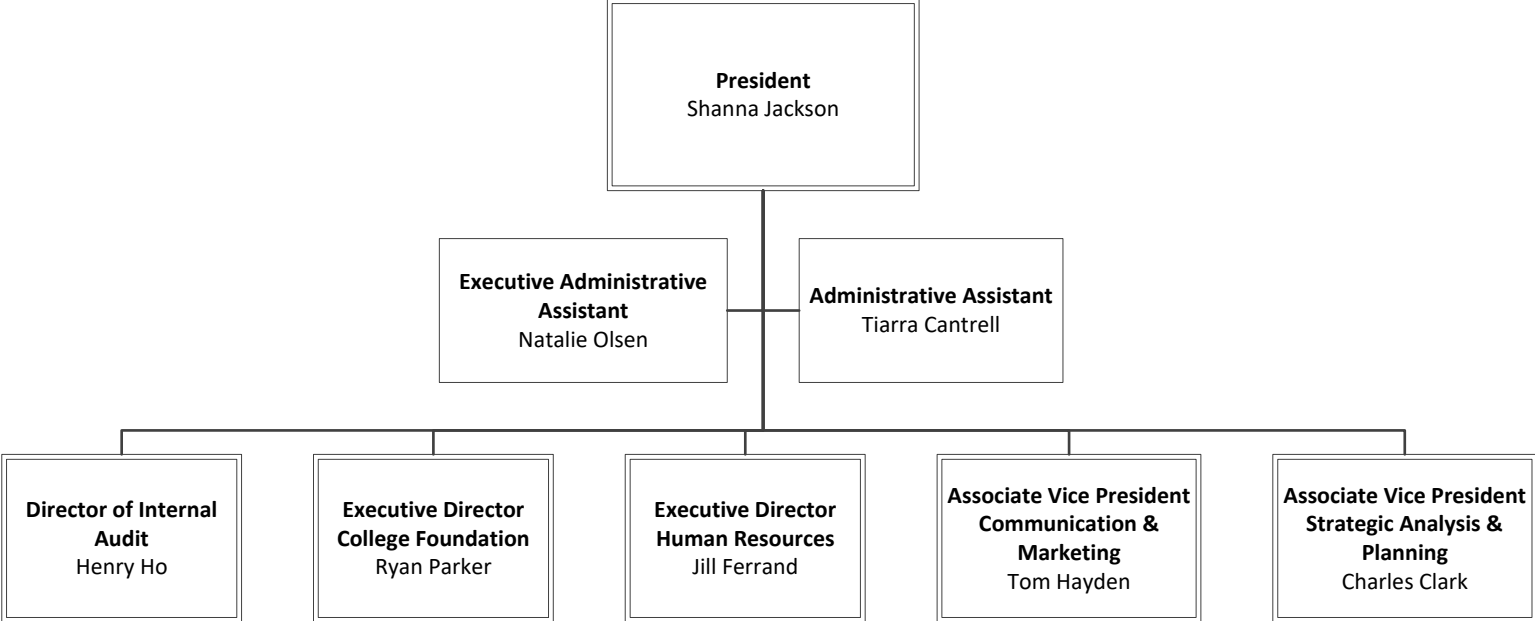 President
Shanna Jackson
Executive Administrative
Assistant
Natalie Olsen
Administrative Assistant
Tiarra Cantrell
Director of Internal
Audit
Henry Ho
Executive Director
College Foundation
Ryan Parker
Executive Director
Human Resources
Jill Ferrand
Associate Vice President
Communication &
Marketing
Tom Hayden
Associate Vice President
Strategic Analysis &
Planning
Charles Clark